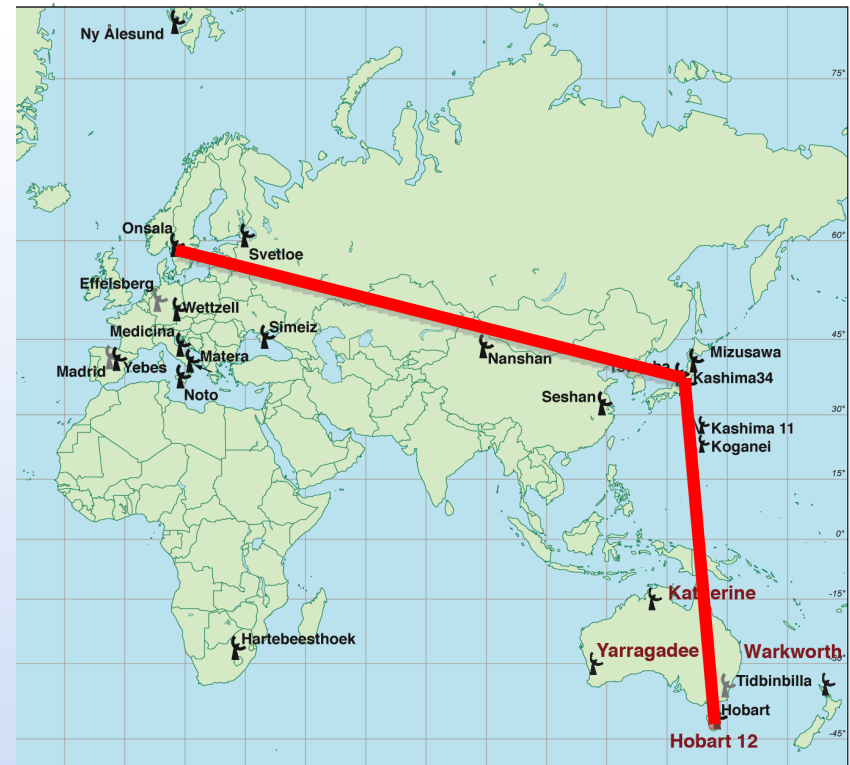 Ny Ålesund
75°
Onsala
60°
Svetloe
Effelsberg
Wettzell
Medicina
Simeiz
45°
Mizusawa
Madrid
Yebes
Matera
Nanshan
Kashima34
Noto
Seshan
30°
Kashima 11
Koganei
15°
0°
Katherine
-15°
Hartebeesthoek
Yarragadee
Warkworth
Tidbinbilla
Hobart
Hobart 12
-45°